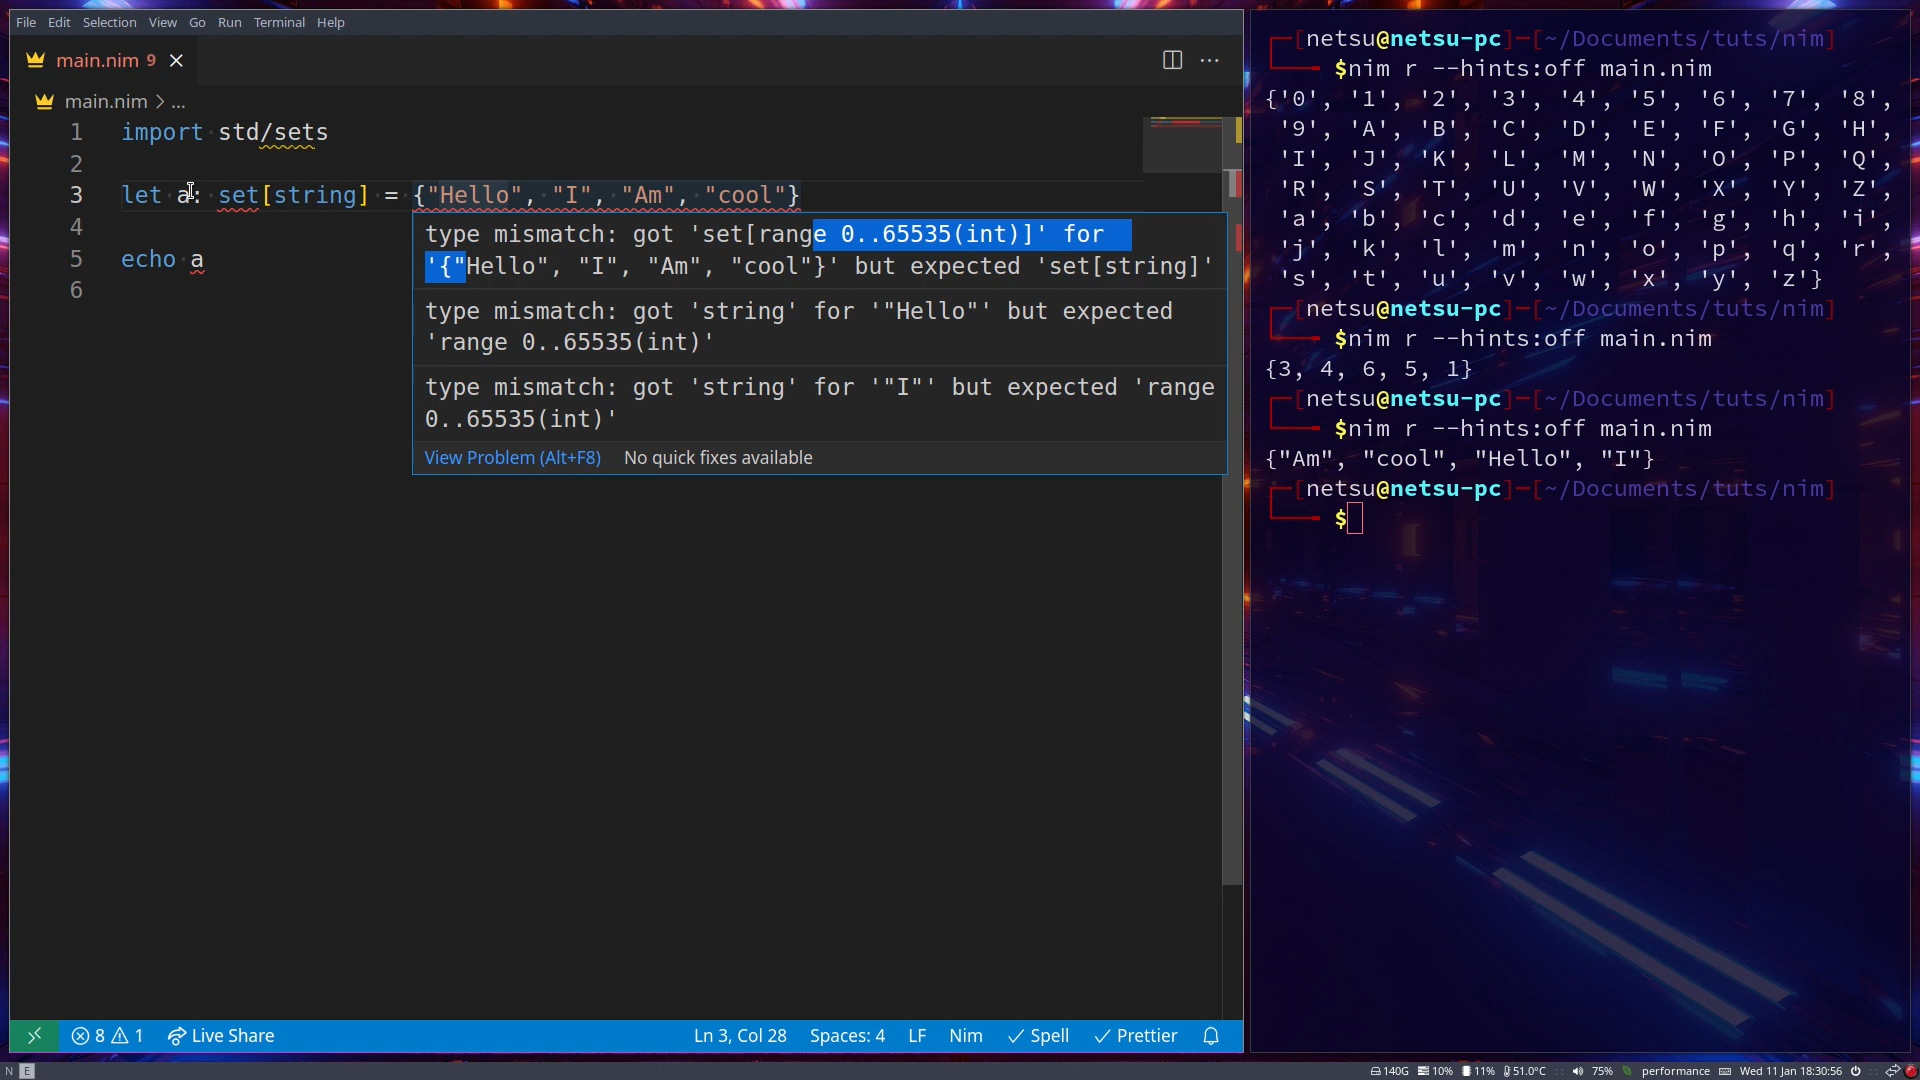 File Edit Selection View Go Run Terminal Help
main.nim 9
main.nim > ...
1 import std/sets
2
3 let a: set[string] = {"Hello", "I", "Am", "cool"}
4
5 echo a
6
type mismatch: got 'set[range 0..65535(int)]' for
'{"Hello", "I", "Am", "cool"}' but expected 'set[string]'
type mismatch: got 'string' for '"Hello"' but expected
'range 0..65535(int)'
type mismatch: got 'string' for '"I"' but expected 'range
0..65535(int)'
View Problem (Alt+F8) No quick fixes available
8 1 Live Share Ln 3, Col 28 Spaces: 4 LF Nim Spell Prettier
[netsu@netsu-pc]-[~/Documents/tuts/nim]
$nim r --hints:off main.nim
{'0', '1', '2', '3', '4', '5', '6', '7', '8',
'9', 'A', 'B', 'C', 'D', 'E', 'F', 'G', 'H',
'I', 'J', 'K', 'L', 'M', 'N', 'O', 'P', 'Q',
'R', 'S', 'T', 'U', 'V', 'W', 'X', 'Y', 'Z',
'a', 'b', 'c', 'd', 'e', 'f', 'g', 'h', 'i',
'j', 'k', 'l', 'm', 'n', 'o', 'p', 'q', 'r',
's', 't', 'u', 'v', 'w', 'x', 'y', 'z'}
[netsu@netsu-pc]-[~/Documents/tuts/nim]
$nim r --hints:off main.nim
{3, 4, 6, 5, 1}
[netsu@netsu-pc]-[~/Documents/tuts/nim]
$nim r --hints:off main.nim
{"Am", "cool", "Hello", "I"}
[netsu@netsu-pc]-[~/Documents/tuts/nim]
$
N E 140G 10% 11% 51.0°C 75% performance Wed 11 Jan 18:30:56